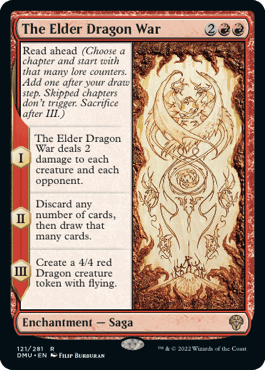 The Elder Dragon War 2
Read ahead (Choose a
chapter and start with
that many lore counters.
Add one after your draw
step. Skipped chapters
don't trigger. Sacrifice
after III.)
I
The Elder Dragon
War deals 2
damage to each
creature and each
opponent.
II
Discard any
number of cards,
then draw that
many cards.
III
Create a 4/4 red
Dragon creature
token with flying.
Enchantment — Saga
121/281 R
DMU • EN Filip Burburan
™ & © 2022 Wizards of the Coast